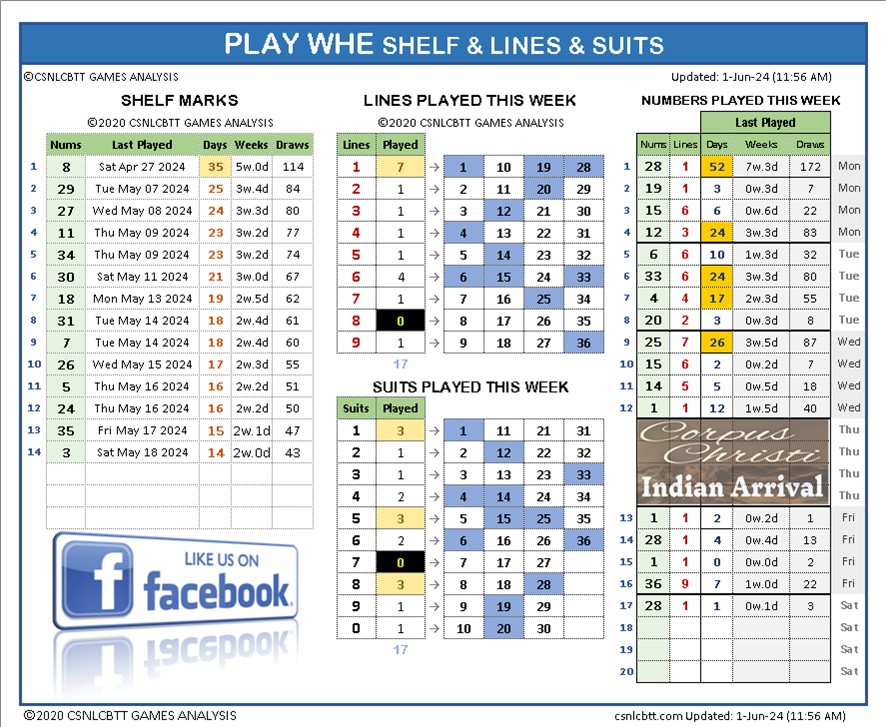 PLAY WHE SHELF & LINES & SUITS
©CSNLCBTT GAMES ANALYSIS
Updated: 1-Jun-24 (11:56 AM)
SHELF MARKS
©2020 CSNLCBTT GAMES ANALYSIS
Nums Last Played Days Weeks Draws
1 8 Sat Apr 27 2024 35 5w.0d 114
2 29 Tue May 07 2024 25 3w.4d 84
3 27 Wed May 08 2024 24 3w.3d 80
4 11 Thu May 09 2024 23 3w.2d 77
5 34 Thu May 09 2024 23 3w.2d 74
6 30 Sat May 11 2024 21 3w.0d 67
7 18 Mon May 13 2024 19 2w.5d 62
8 31 Tue May 14 2024 18 2w.4d 61
9 7 Tue May 14 2024 18 2w.4d 60
10 26 Wed May 15 2024 17 2w.3d 55
11 5 Thu May 16 2024 16 2w.2d 51
12 24 Thu May 16 2024 16 2w.2d 50
13 35 Fri May 17 2024 15 2w.1d 47
14 3 Sat May 18 2024 14 2w.0d 43
LIKE US ON
f facebook.
LINES PLAYED THIS WEEK
©2020 CSNLCBTT GAMES ANALYSIS
Lines Played
1 7 → 1 10 19 28
2 1 → 2 11 20 29
3 1 → 3 12 21 30
4 1 → 4 13 22 31
5 1 → 5 14 23 32
6 4 → 6 15 24 33
7 1 → 7 16 25 34
8 0 → 8 17 26 35
9 1 → 9 18 27 36
17
SUITS PLAYED THIS WEEK
Suits Played
1 3 → 1 11 21 31
2 1 → 2 12 22 32
3 1 → 3 13 23 33
4 2 → 4 14 24 34
5 3 → 5 15 25 35
6 2 → 6 16 26 36
7 0 → 7 17 27
8 3 → 8 18 28
9 1 → 9 19 29
0 1 → 10 20 30
17
NUMBERS PLAYED THIS WEEK
Last Played
Nums Lines Days Weeks Draws
1 28 1 52 7w.3d 172 Mon
2 19 1 3 0w.3d 7 Mon
3 15 6 6 0w.6d 22 Mon
4 12 3 24 3w.3d 83 Mon
5 6 6 10 1w.3d 32 Tue
6 33 6 24 3w.3d 80 Tue
7 4 4 17 2w.3d 55 Tue
8 20 2 3 0w.3d 8 Tue
9 25 7 26 3w.5d 87 Wed
10 15 6 2 0w.2d 7 Wed
11 14 5 5 0w.5d 18 Wed
12 1 1 12 1w.5d 40 Wed
Corpus Thu
Christi Thu
Thu
Indian Arrival Thu
13 1 1 2 0w.2d 1 Fri
14 28 1 4 0w.4d 13 Fri
15 1 1 0 0w.0d 2 Fri
16 36 9 7 1w.0d 22 Fri
17 28 1 1 0w.1d 3 Sat
18 Sat
19 Sat
20 Sat
©2020 CSNLCBTT GAMES ANALYSIS
csnlcbtt.com Updated: 1-Jun-24 (11:56 AM)